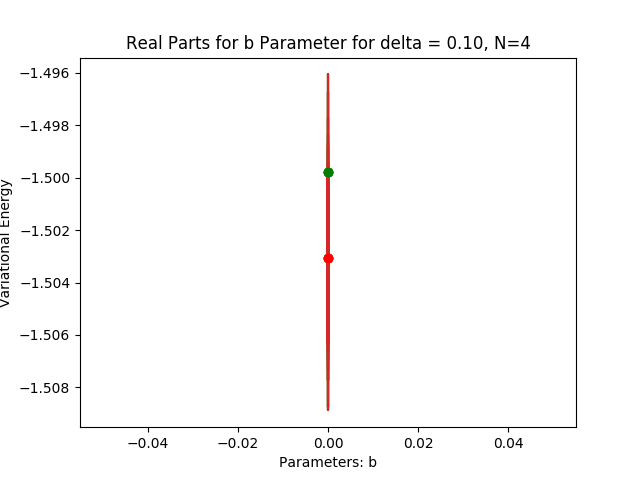 Real Parts for b Parameter for delta = 0.10, N=4
Variational Energy
−1.496
−1.498
−1.500
−1.502
−1.504
−1.506
−1.508
−0.04 −0.02 0.00 0.02 0.04
Parameters: b